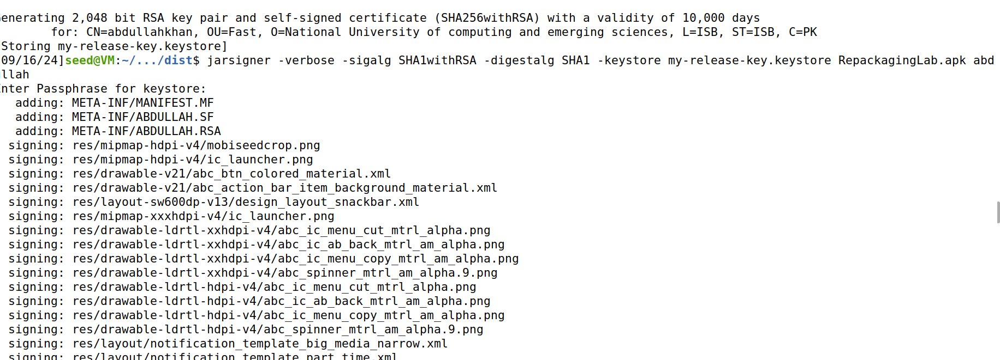 enerating 2,048 bit RSA key pair and self-signed certificate (SHA256withRSA) with a validity of 10,000 days
for: CN=abdullahkhan, OU=Fast, O=National University of computing and emerging sciences, L=ISB, ST=ISB, C=PK
Storing my-release-key.keystore]
09/16/24]seed@VM:~/.../dist$ jarsigner -verbose -sigalg SHA1withRSA -digestalg SHA1 -keystore my-release-key.keystore RepackagingLab.apk abd
ullah
Enter Passphrase for keystore:
adding: META-INF/MANIFEST.MF
adding: META-INF/ABDULLAH.SF
adding: META-INF/ABDULLAH.RSA
signing: res/mipmap-hdpi-v4/mobiseedcrop.png
signing: res/mipmap-hdpi-v4/ic_launcher.png
signing: res/drawable-v21/abc_btn_colored_material.xml
signing: res/drawable-v21/abc_action_bar_item_background_material.xml
signing: res/layout-sw600dp-v13/design_layout_snackbar.xml
signing: res/mipmap-xxxhdpi-v4/ic_launcher.png
signing: res/drawable-ldrtl-xxhdpi-v4/abc_ic_menu_cut_mtrl_alpha.png
signing: res/drawable-ldrtl-xxhdpi-v4/abc_ic_ab_back_mtrl_am_alpha.png
signing: res/drawable-ldrtl-xxhdpi-v4/abc_ic_menu_copy_mtrl_am_alpha.png
signing: res/drawable-ldrtl-xxhdpi-v4/abc_spinner_mtrl_am_alpha.9.png
signing: res/drawable-ldrtl-hdpi-v4/abc_ic_menu_cut_mtrl_alpha.png
signing: res/drawable-ldrtl-hdpi-v4/abc_ic_ab_back_mtrl_am_alpha.png
signing: res/drawable-ldrtl-hdpi-v4/abc_ic_menu_copy_mtrl_am_alpha.png
signing: res/drawable-ldrtl-hdpi-v4/abc_spinner_mtrl_am_alpha.9.png
signing: res/layout/notification_template_big_media_narrow.xml
signing: res/layout/notification_template_part_time.xml